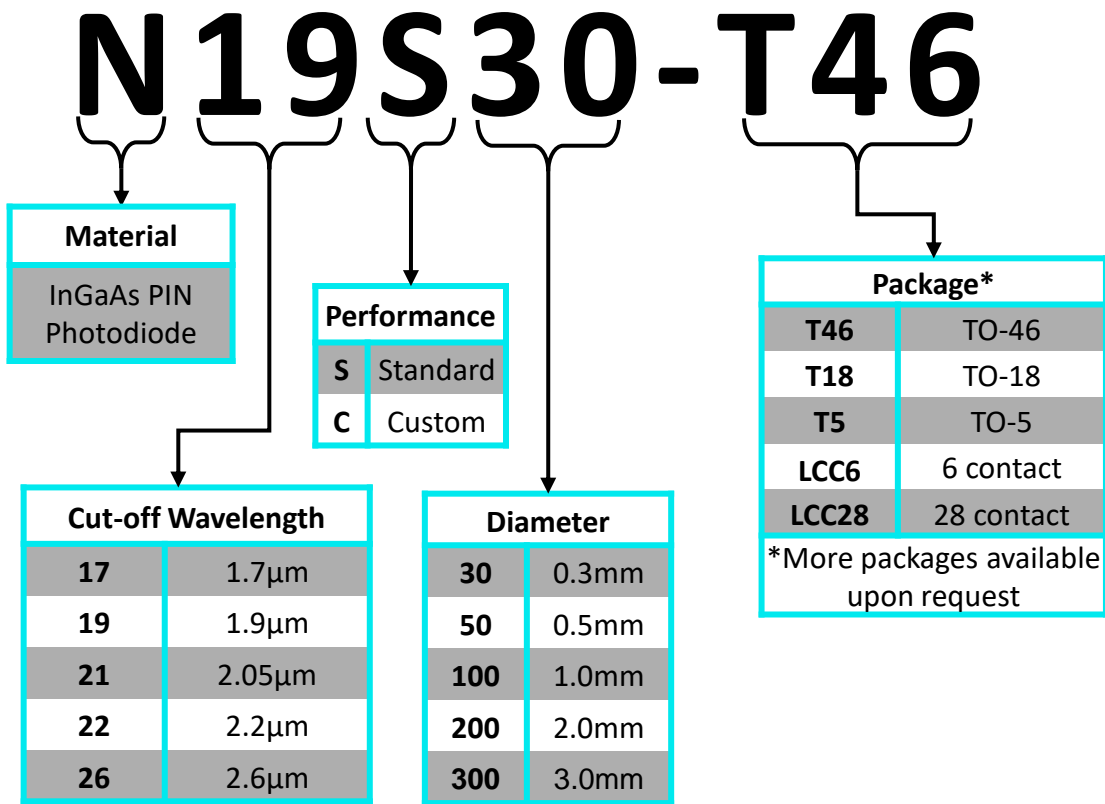 N19S30-T46
Material
InGaAs PIN
Photodiode
Performance
S Standard
C Custom
Package*
T46 TO-46
T18 TO-18
T5 TO-5
LCC6 6 contact
LCC28 28 contact
*More packages available
upon request
Cut-off Wavelength
17 1.7µm
19 1.9µm
21 2.05µm
22 2.2µm
26 2.6µm
Diameter
30 0.3mm
50 0.5mm
100 1.0mm
200 2.0mm
300 3.0mm